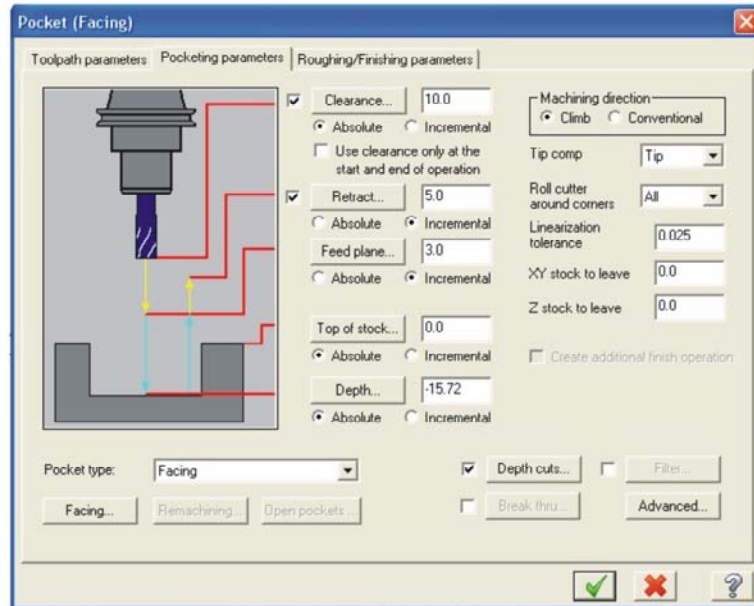 Pocket (Facing)
Toolpath parameters Pocketing parameters Roughing/Finishing parameters
Clearance... 10.0
Absolute Incremental
Use clearance only at the
start and end of operation
Retract... 5.0
Absolute Incremental
Feed plane... 3.0
Absolute Incremental
Top of stock... 0.0
Absolute Incremental
Depth... -15.72
Absolute Incremental
Machining direction
Climb Conventional
Tip comp Tip
Roll cutter
around corners All
Linearization
tolerance 0.025
XY stock to leave 0.0
Z stock to leave 0.0
Create additional finish operation
Pocket type: Facing
Depth cuts... Filter...
Facing... Remachining... Open pockets ... Break thru... Advanced...